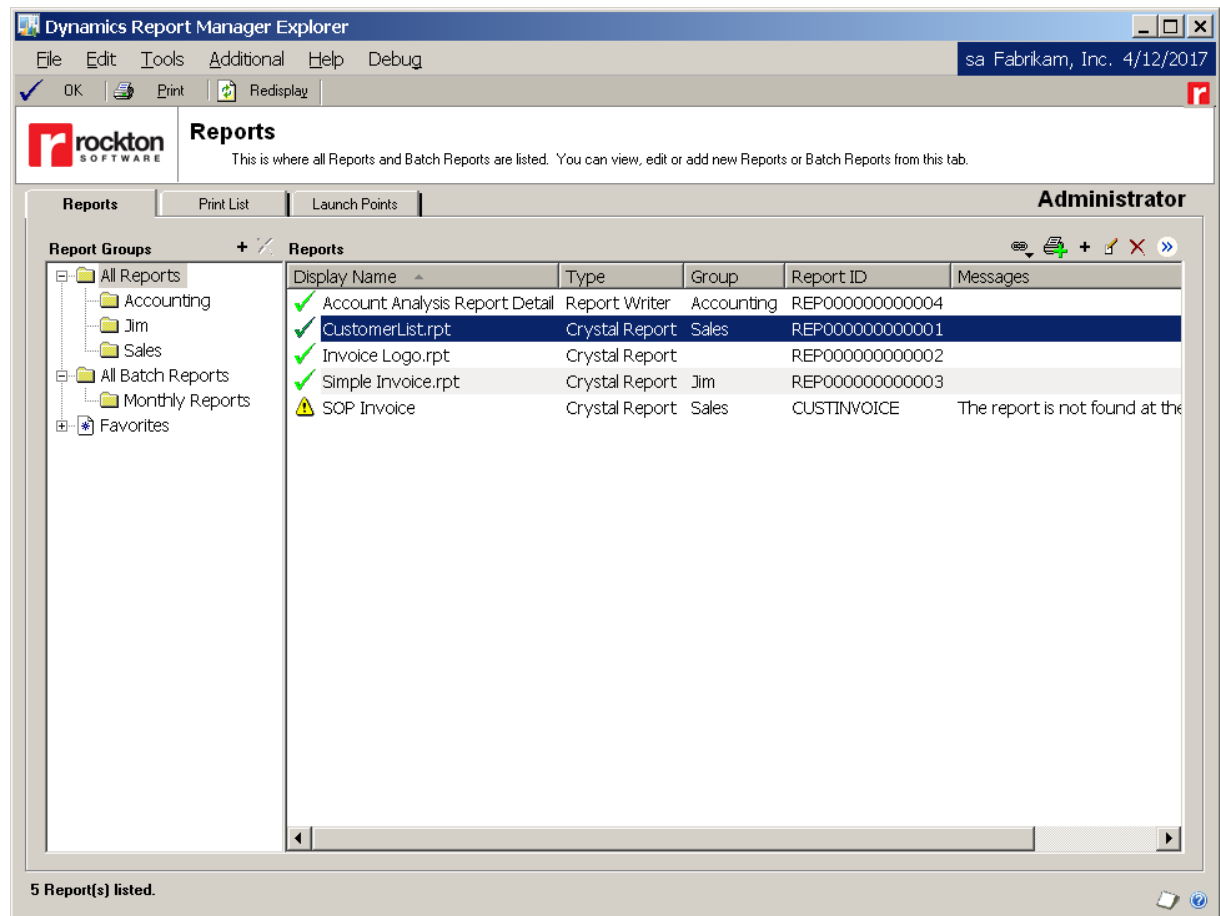 Dynamics Report Manager Explorer
File Edit Tools Additional Help Debug sa Fabrikam, Inc. 4/12/2017
OK Print Redisplay
r
rockton
SOFTWARE
Reports
This is where all Reports and Batch Reports are listed. You can view, edit or add new Reports or Batch Reports from this tab.
Reports Print List Launch Points Administrator
Report Groups
All Reports
Accounting
Jim
Sales
All Batch Reports
Monthly Reports
Favorites
Reports
Display Name Type Group Report ID Messages
Account Analysis Report Detail Report Writer Accounting REP000000000004
CustomerList.rpt Crystal Report Sales REP000000000001
Invoice Logo.rpt Crystal Report REP000000000002
Simple Invoice.rpt Crystal Report Jim REP000000000003
SOP Invoice Crystal Report Sales CUSTINVOICE The report is not found at the
5 Report(s) listed.